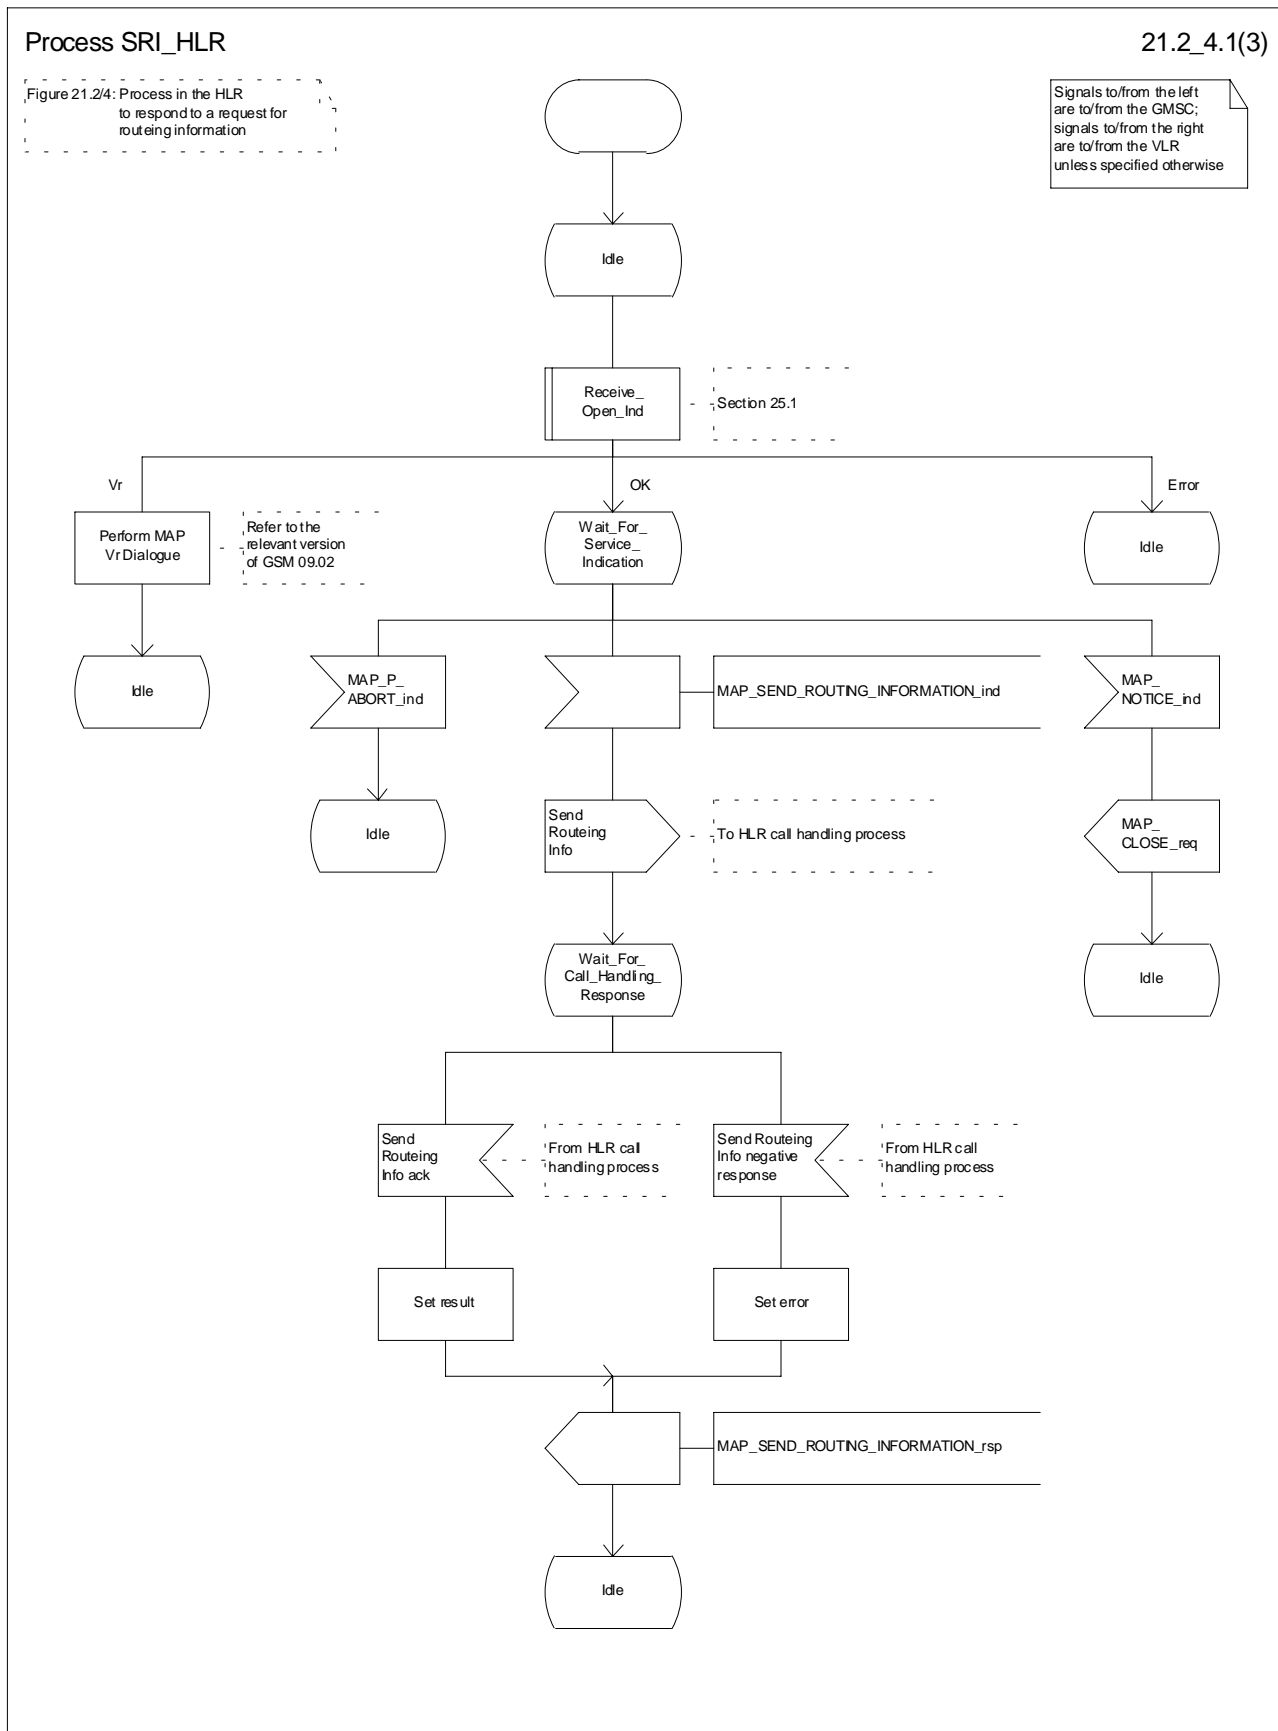 Process SRI_HLR
21.2_4.1(3)
Figure 21.2/4: Process in the HLR
to respond to a request for
routeing information
Signals to/from the left
are to/from the GMSC;
signals to/from the right
are to/from the VLR
unless specified otherwise
Idle
Receive_
Open_Ind
Section 25.1
Vr
OK
Error
Perform MAP
Vr Dialogue
Refer to the
relevant version
of GSM 09.02
Wait_For_
Service_
Indication
Idle
Idle
MAP_P_
ABORT_ind
MAP_SEND_ROUTING_INFORMATION_ind
MAP_
NOTICE_ind
Idle
Send
Routeing
Info
To HLR call handling process
MAP_
CLOSE_req
Wait_For_
Call_Handling_
Response
Idle
Send
Routeing
Info ack
From HLR call
handling process
Send Routeing
Info negative
response
From HLR call
handling process
Set result
Set error
MAP_SEND_ROUTING_INFORMATION_rsp
Idle